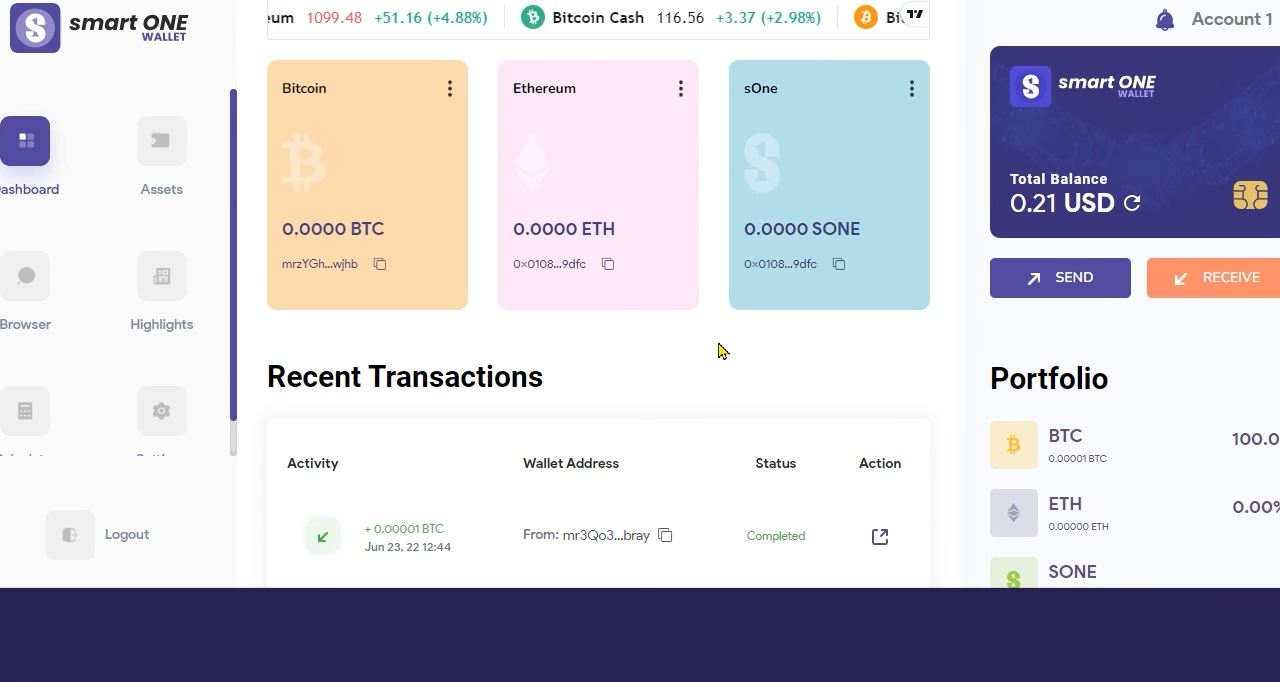 smart ONE
WALLET
eum 1099.48 +51.16 (+4.88%) Bitcoin Cash 116.56 +3.37 (+2.98%)
Account 1
ashboard
Assets
Browser
Highlights
Logout
Bitcoin
0.0000 BTC
mrzYGh...wjhb
Ethereum
0.0000 ETH
0×0108...9dfc
sOne
0.0000 SONE
0×0108...9dfc
Recent Transactions
Activity Wallet Address Status Action
+ 0.00001 BTC
Jun 23, 22 12:44
From: mr3Qo3...bray
Completed
smart ONE
WALLET
Total Balance
0.21 USD
SEND
RECEIVE
Portfolio
BTC 100.0
0.00001 BTC
ETH 0.00%
0.00000 ETH
SONE